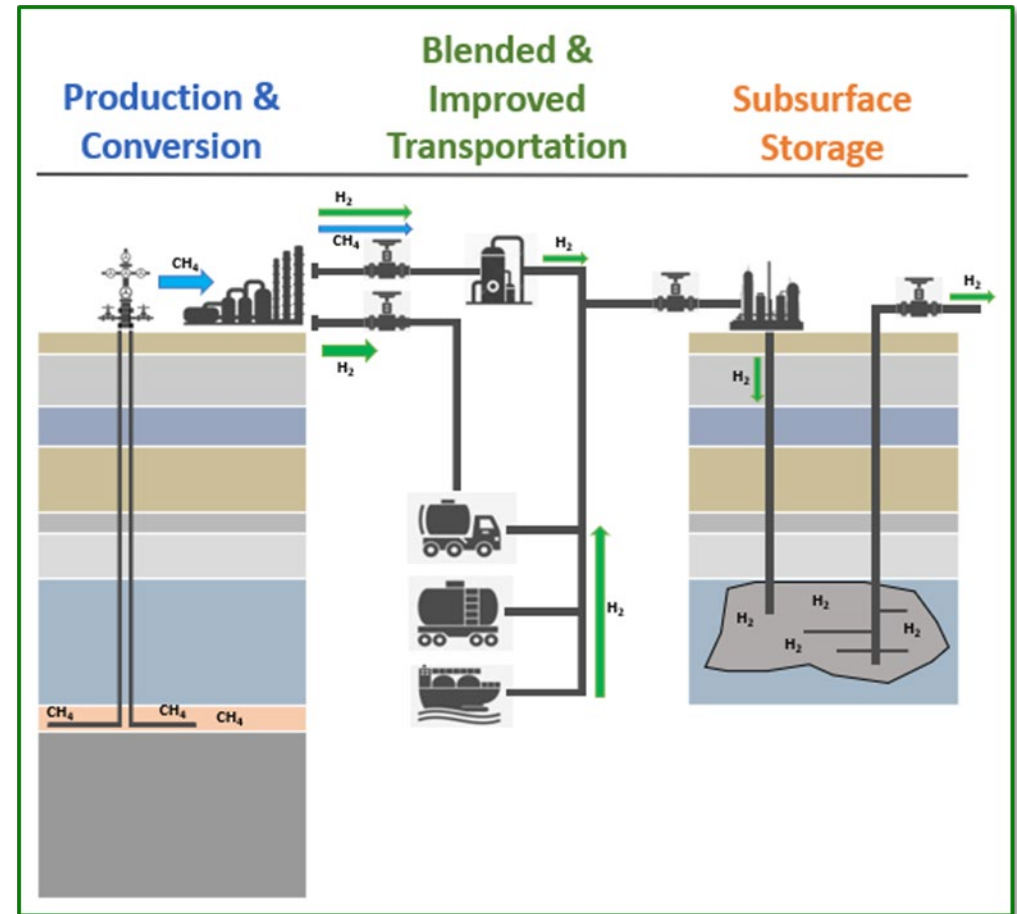 Production &
Conversion
Blended &
Improved
Transportation
Subsurface
Storage
H₂
CH₄
CH₄
H₂
H₂
H₂
H₂
H₂
H₂
H₂
H₂
H₂
CH₄
CH₄
CH₄